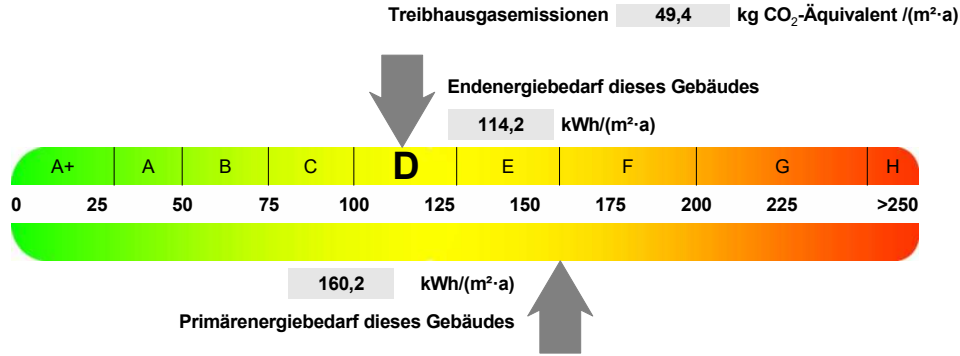 Treibhausgasemissionen 49,4 kg CO₂-Äquivalent /(m²·a)
Endenergiebedarf dieses Gebäudes
114,2 kWh/(m²·a)
A+ A B C D E F G H
0 25 50 75 100 125 150 175 200 225 >250
160,2 kWh/(m²·a)
Primärenergiebedarf dieses Gebäudes